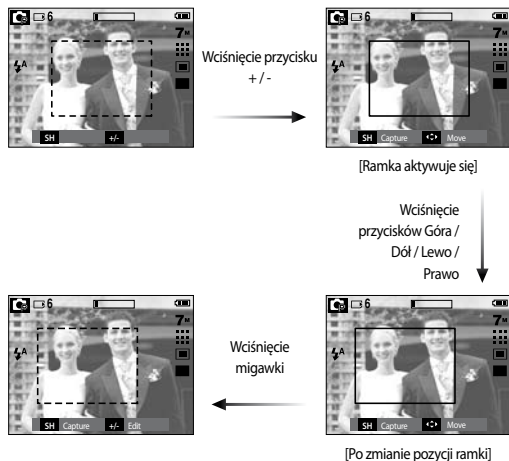 6
7M
A
SH +/-
Wciśnięcie przycisku
+ / -
6
7M
A
SH Capture Move
[Ramka aktywuje się]
Wciśnięcie
przycisków Góra /
Dół / Lewo /
Prawo
6
7M
A
SH Capture +/- Edit
Wciśnięcie
migawki
6
7M
A
SH Capture Move
[Po zmianie pozycji ramki]